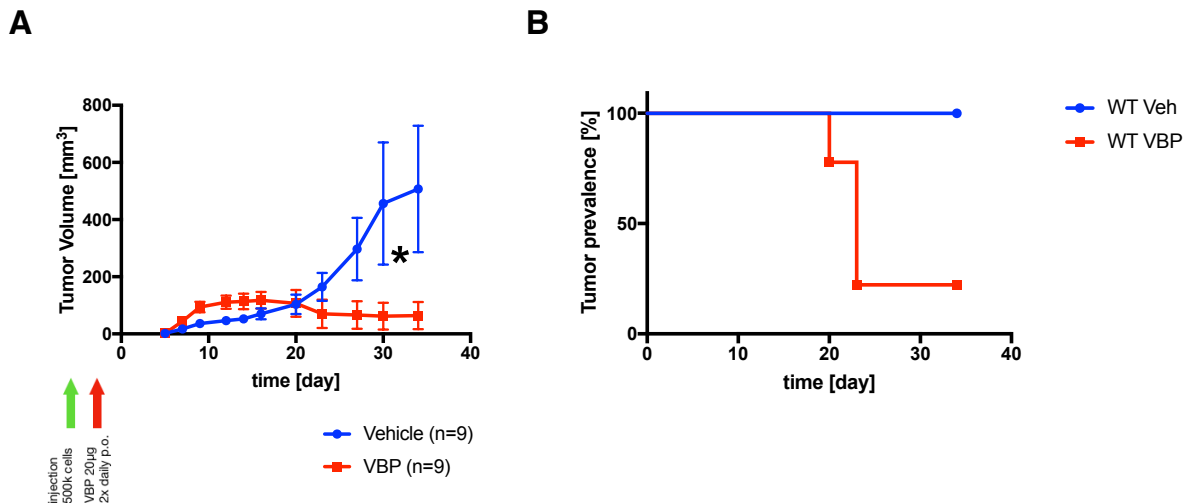 A
B
Tumor Volume [mm³]
800
600
400
200
0
0
10
20
30
40
time [day]
*
injection
500k cells
VBP 20µg
2x daily p.o.
Vehicle (n=9)
VBP (n=9)
Tumor prevalence [%]
100
50
0
0
10
20
30
40
time [day]
WT Veh
WT VBP